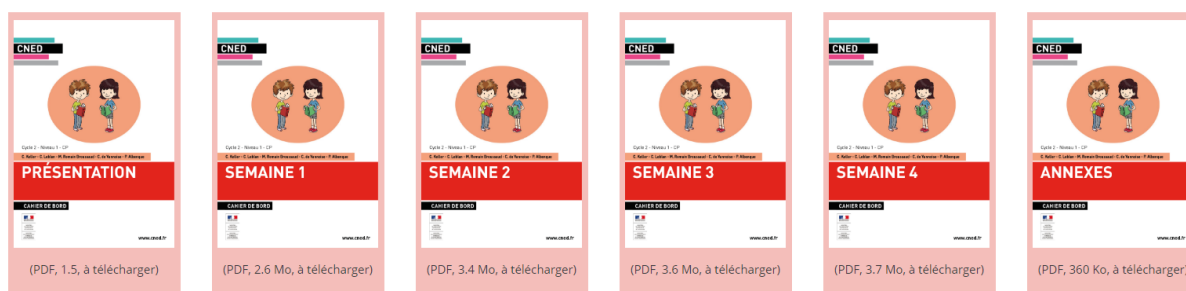 CNED
Cycle 2 - Niveau 1 - CP
PRÉSENTATION
CAHIER DE BORD
www.cned.fr
(PDF, 1.5, à télécharger)
CNED
Cycle 2 - Niveau 1 - CP
SEMAINE 1
CAHIER DE BORD
www.cned.fr
(PDF, 2.6 Mo, à télécharger)
CNED
Cycle 2 - Niveau 1 - CP
SEMAINE 2
CAHIER DE BORD
www.cned.fr
(PDF, 3.4 Mo, à télécharger)
CNED
Cycle 2 - Niveau 1 - CP
SEMAINE 3
CAHIER DE BORD
www.cned.fr
(PDF, 3.6 Mo, à télécharger)
CNED
Cycle 2 - Niveau 1 - CP
SEMAINE 4
CAHIER DE BORD
www.cned.fr
(PDF, 3.7 Mo, à télécharger)
CNED
Cycle 2 - Niveau 1 - CP
ANNEXES
CAHIER DE BORD
www.cned.fr
(PDF, 360 Ko, à télécharger)